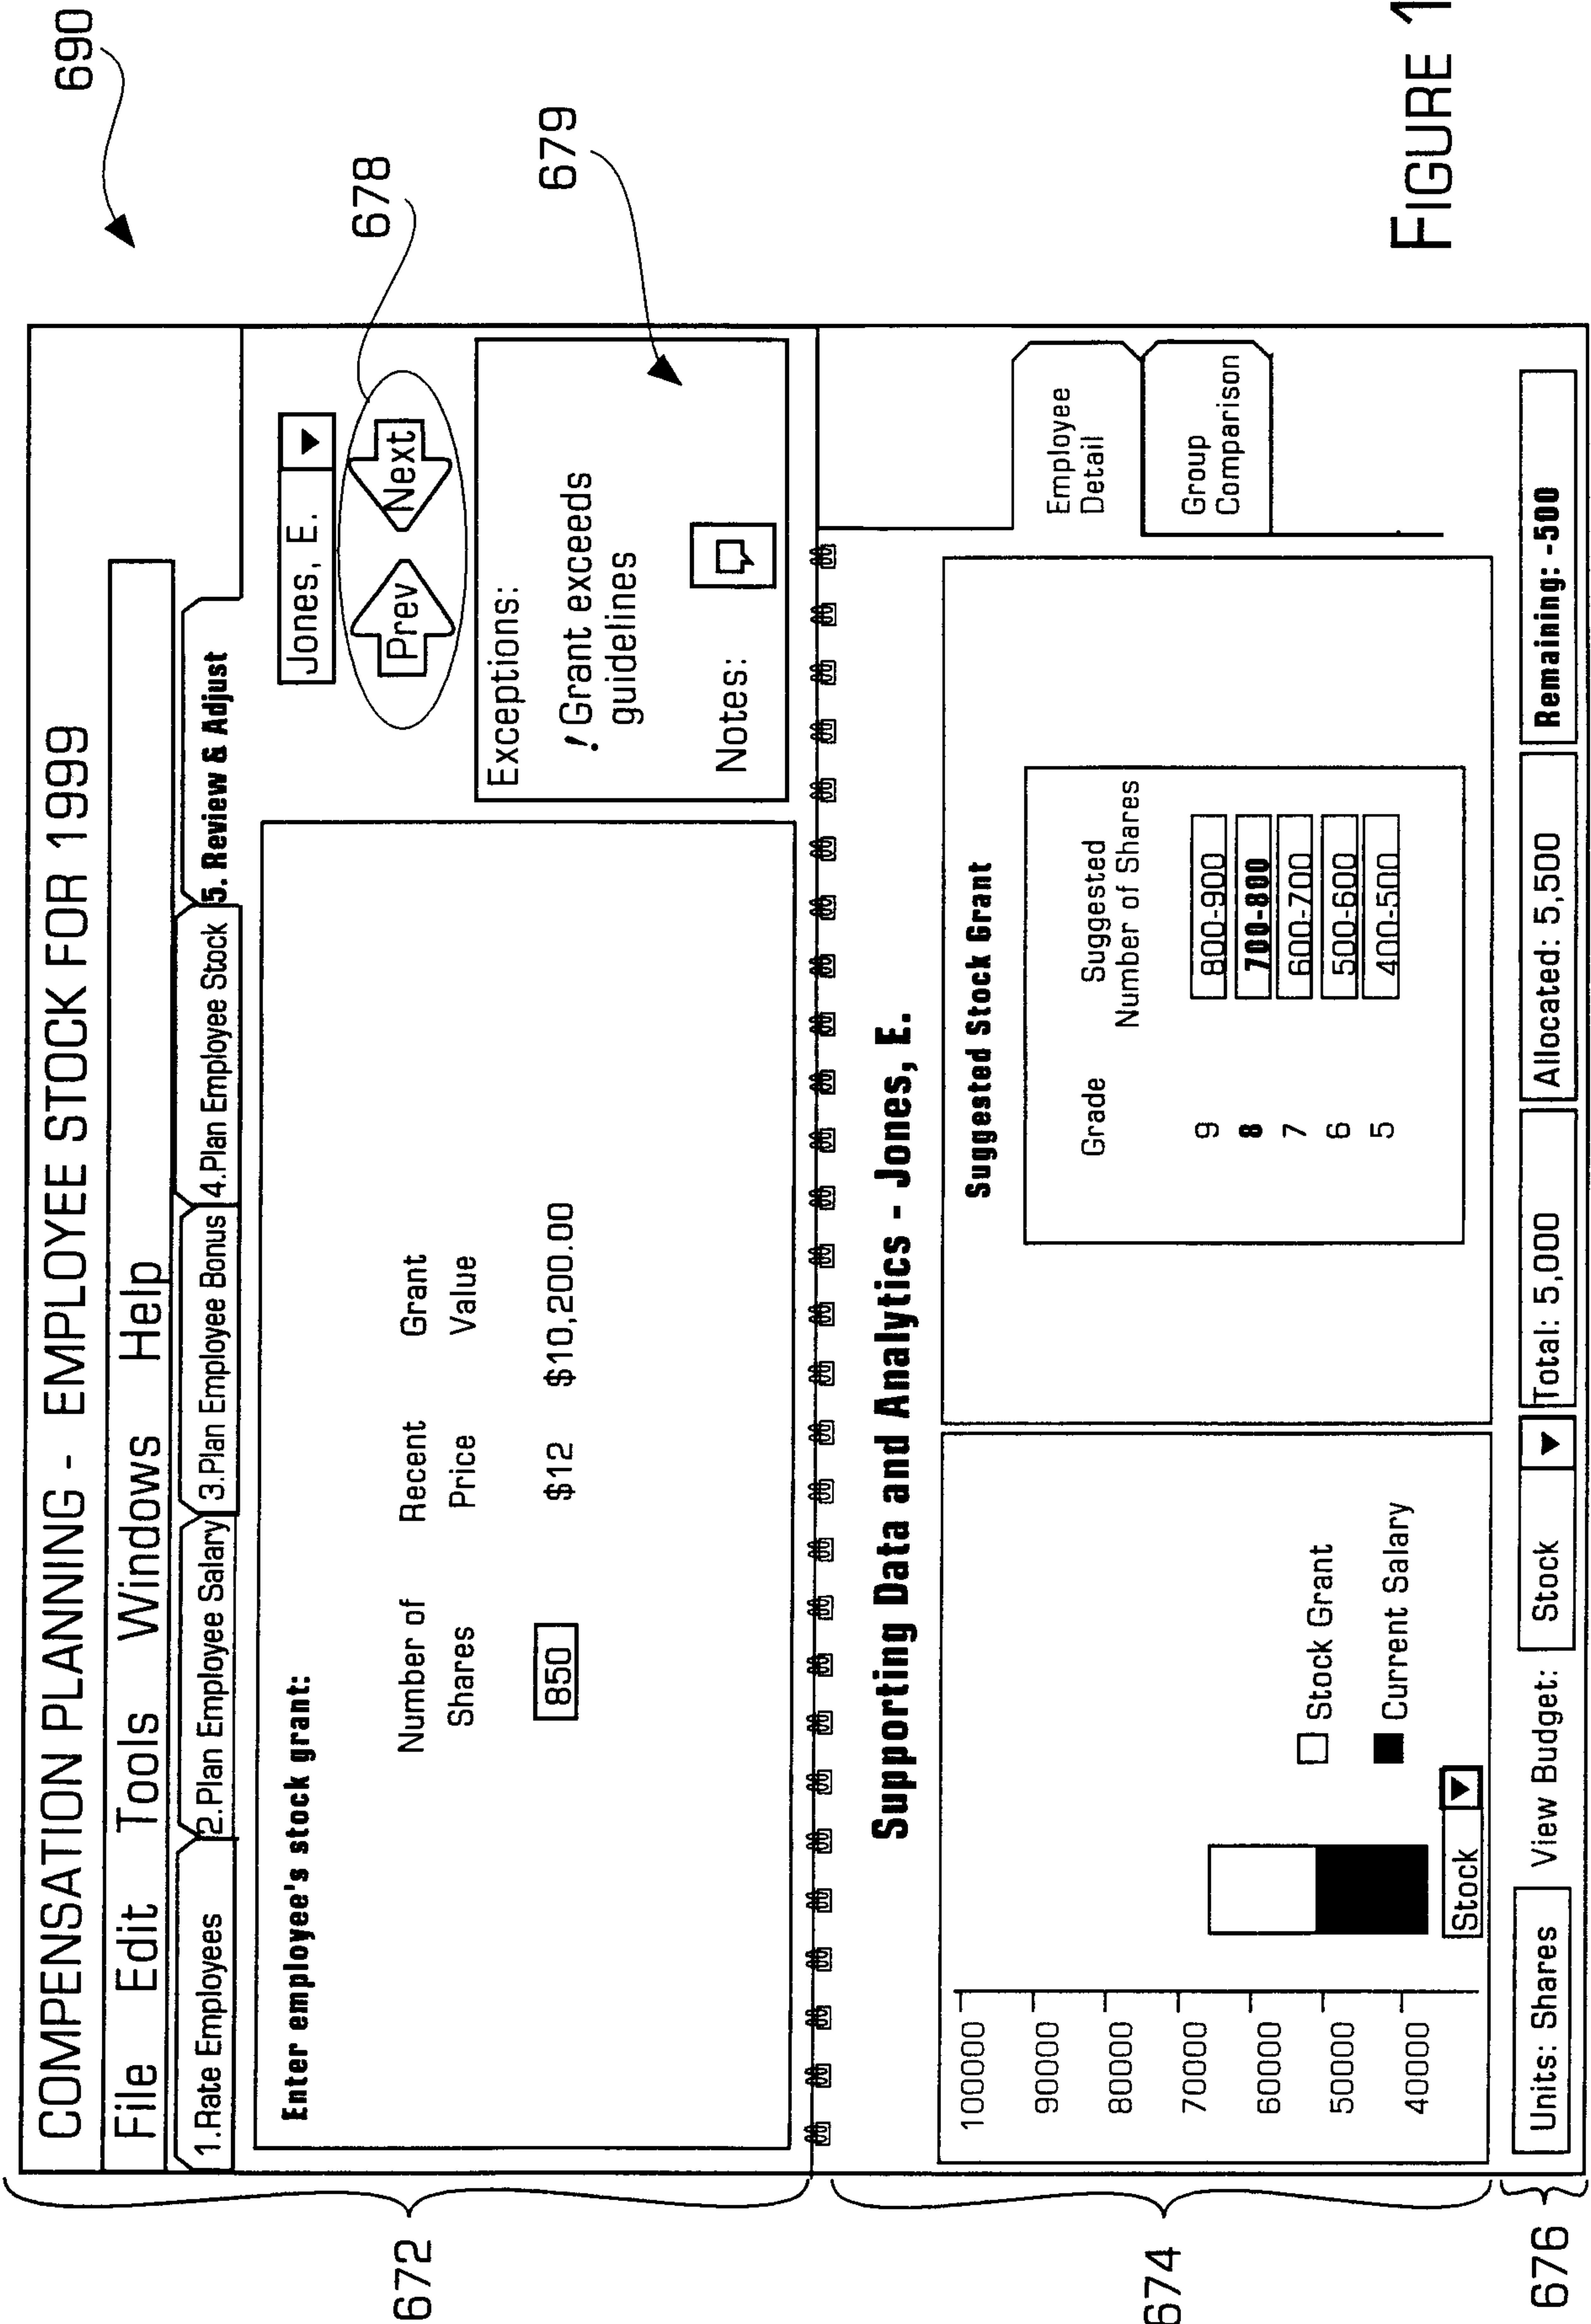 690
COMPENSATION PLANNING - EMPLOYEE STOCK FOR 1999
File Edit Tools Windows Help
1.Rate Employees 2.Plan Employee Salary 3.Plan Employee Bonus 4.Plan Employee Stock 5. Review & Adjust
672
Enter employee's stock grant:
Number of Shares
Recent Price
Grant Value
850 $12 $10,200.00
Jones, E.
Prev Next
678
Exceptions:
! Grant exceeds
guidelines
Notes:
679
674
Supporting Data and Analytics - Jones, E.
100000
90000
80000
70000
60000
50000
40000
Stock Grant
Current Salary
Stock
Suggested Stock Grant
Grade
Suggested
Number of Shares
9 800-900
8 700-800
7 600-700
6 500-600
5 400-500
Employee
Detail
Group
Comparison
676
Units: Shares View Budget: Stock Total: 5,000 Allocated: 5,500 Remaining: -500
FIGURE 1